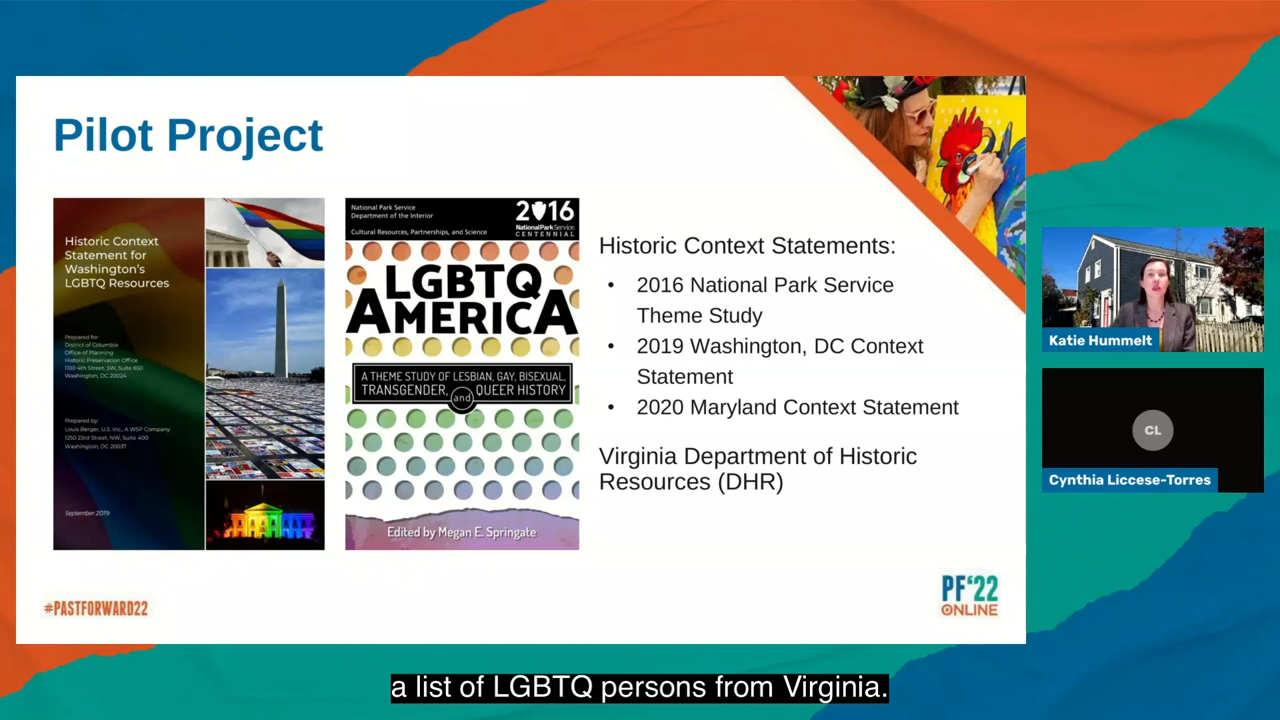 Pilot Project
Historic Context
Statement for
Washington's
LGBTQ Resources
Prepared for:
District of Columbia
Office of Planning
Historic Preservation Office
1100 4th Street, SW, Suite 650
Washington, DC 20024
Prepared by:
Louis Berger, U.S. Inc., A WSP Company
1250 23rd Street, NW, Suite 400
Washington, DC 20037
September 2019
National Park Service
Department of the Interior
Cultural Resources, Partnerships, and Science
2016
National Park Service
CENTENNIAL
LGBTQ
AMERICA
A THEME STUDY OF LESBIAN, GAY, BISEXUAL,
TRANSGENDER, and QUEER HISTORY
Edited by Megan E. Springate
Historic Context Statements:
• 2016 National Park Service
Theme Study
• 2019 Washington, DC Context
Statement
• 2020 Maryland Context Statement
Virginia Department of Historic
Resources (DHR)
#PASTFORWARD22
PF'22
ONLINE
Katie Hummelt
CL
Cynthia Liccese-Torres
a list of LGBTQ persons from Virginia.